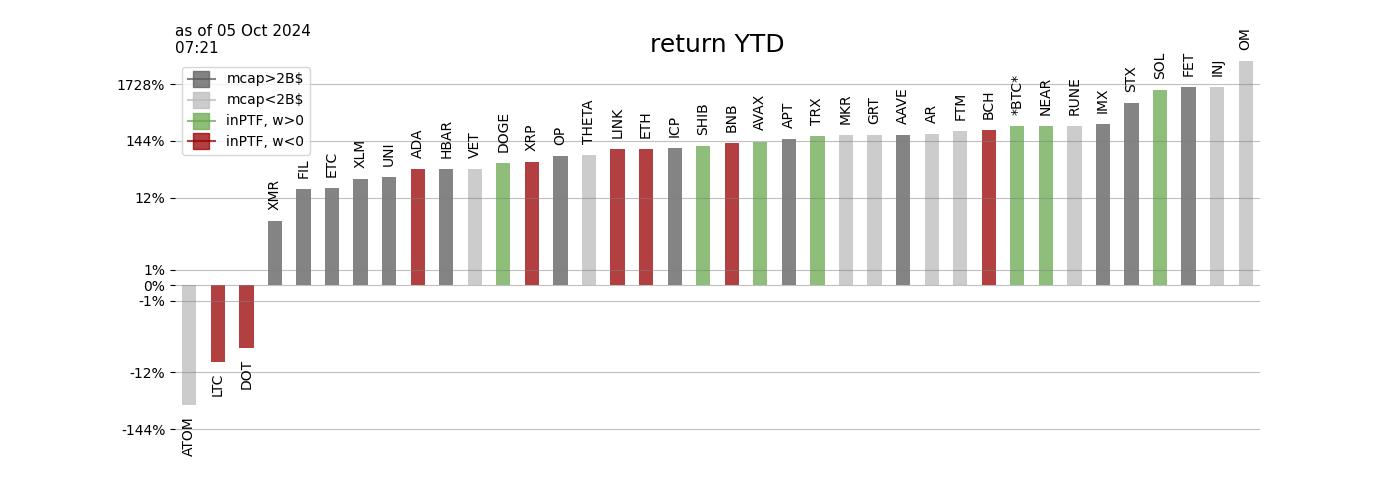 as of 05 Oct 2024
07:21
return YTD
mcap>2B$
mcap<2B$
inPTF, w>0
inPTF, w<0
1728%
144%
12%
1%
0%
-1%
-12%
-144%
ATOM
LTC
DOT
XMR
FIL
ETC
XLM
UNI
ADA
HBAR
VET
DOGE
XRP
OP
THETA
LINK
ETH
ICP
SHIB
BNB
AVAX
APT
TRX
MKR
GRT
AAVE
AR
FTM
BCH
*BTC*
NEAR
RUNE
IMX
STX
SOL
FET
INJ
OM